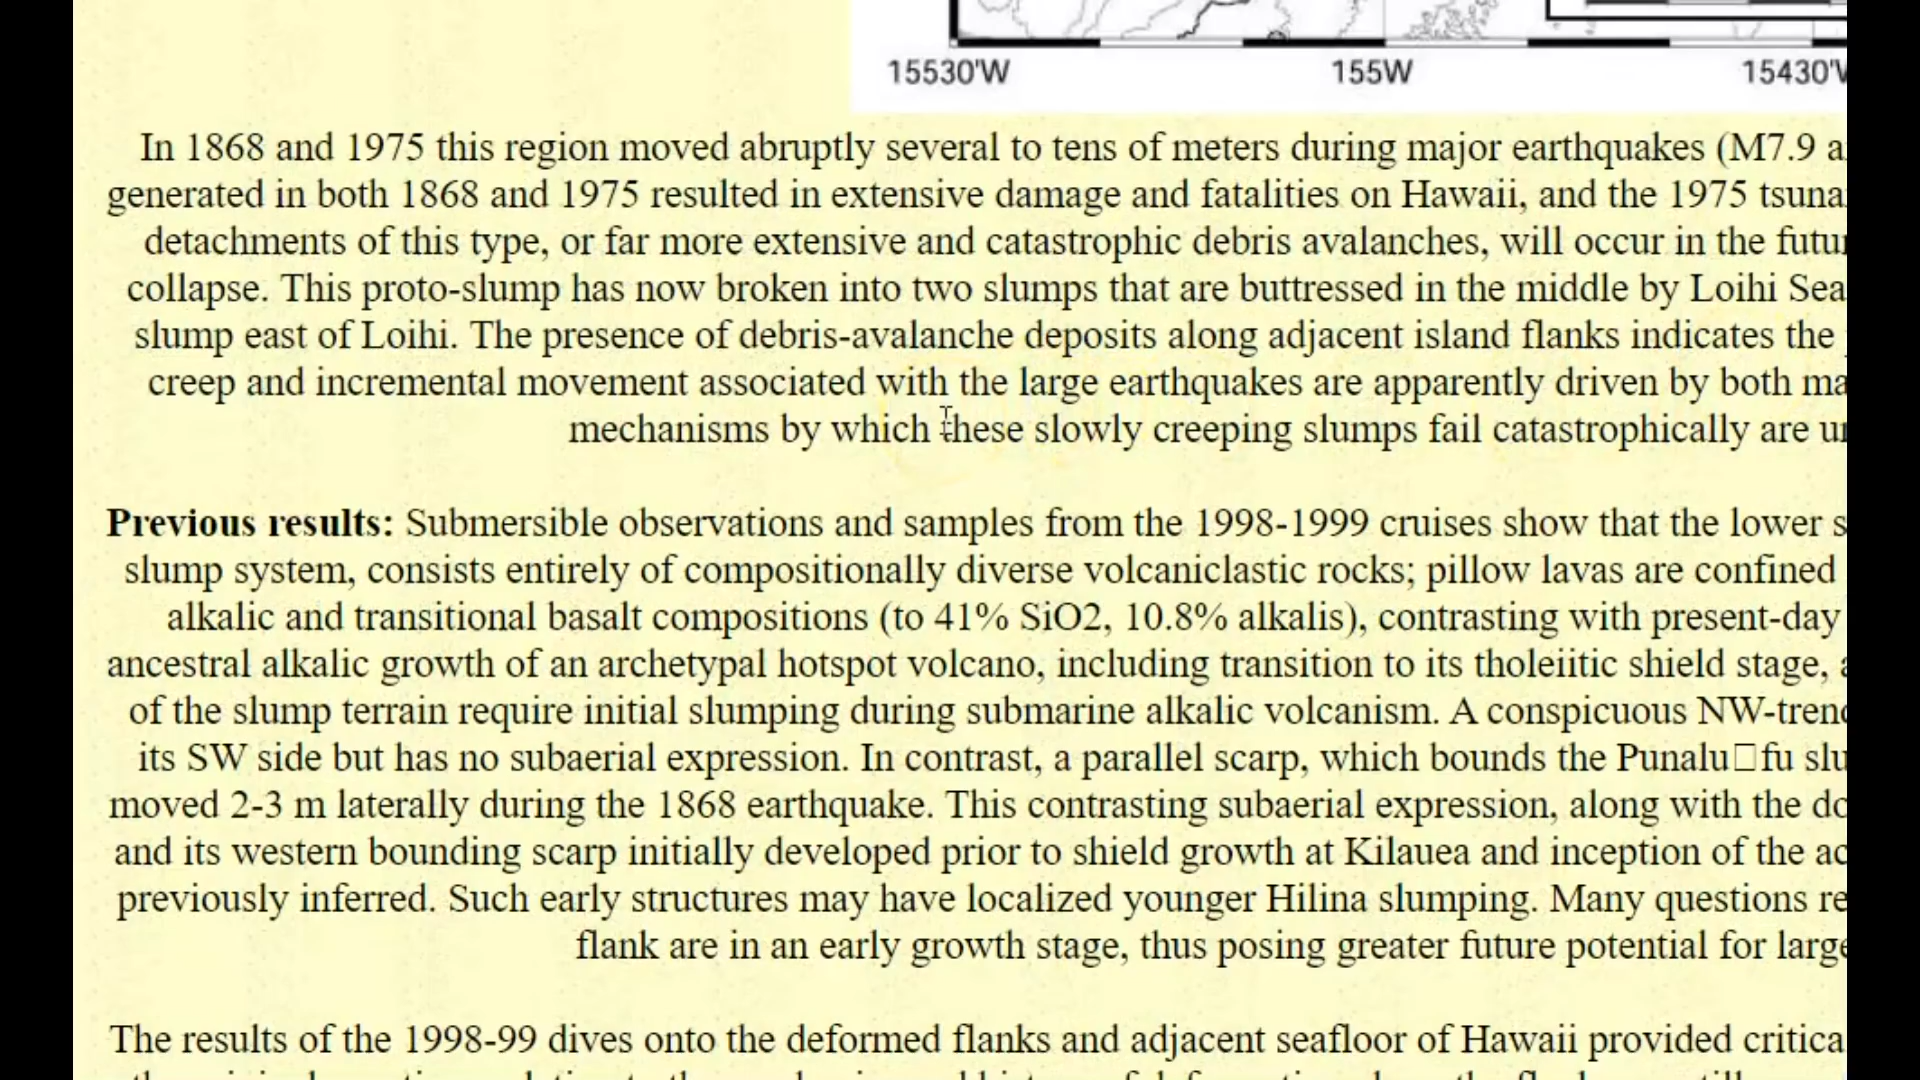 15530'W 155W 15430'
In 1868 and 1975 this region moved abruptly several to tens of meters during major earthquakes (M7.9
generated in both 1868 and 1975 resulted in extensive damage and fatalities on Hawaii, and the 1975
detachments of this type, or far more extensive and catastrophic debris avalanches, will occur in the
collapse. This proto-slump has now broken into two slumps that are buttressed in the middle by Loihi
slump east of Loihi. The presence of debris-avalanche deposits along adjacent island flanks indicates the
creep and incremental movement associated with the large earthquakes are apparently driven by both
mechanisms by which these slowly creeping slumps fail catastrophically are
Previous results: Submersible observations and samples from the 1998-1999 cruises show that the lower
slump system, consists entirely of compositionally diverse volcaniclastic rocks; pillow lavas are confined
alkalic and transitional basalt compositions (to 41% SiO2, 10.8% alkalis), contrasting with present-day
ancestral alkalic growth of an archetypal hotspot volcano, including transition to its tholeiitic shield stage,
of the slump terrain require initial slumping during submarine alkalic volcanism. A conspicuous
its SW side but has no subaerial expression. In contrast, a parallel scarp, which bounds the Punalu□fu
moved 2-3 m laterally during the 1868 earthquake. This contrasting subaerial expression, along with the
and its western bounding scarp initially developed prior to shield growth at Kilauea and inception of the
previously inferred. Such early structures may have localized younger Hilina slumping. Many questions
flank are in an early growth stage, thus posing greater future potential for large
The results of the 1998-99 dives onto the deformed flanks and adjacent seafloor of Hawaii provided